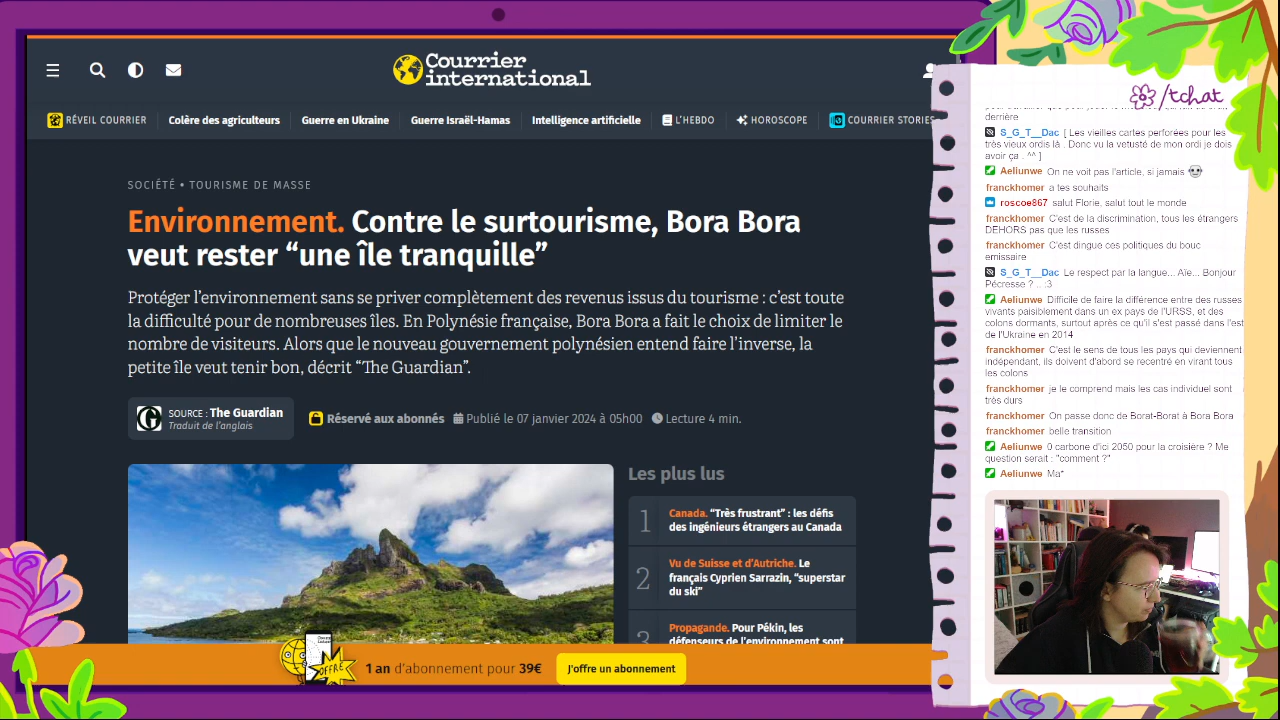 Courrier
international
RÉVEIL COURRIER
Colère des agriculteurs
Guerre en Ukraine
Guerre Israël-Hamas
Intelligence artificielle
L'HEBDO
HOROSCOPE
COURRIER STORIES
SOCIÉTÉ • TOURISME DE MASSE
Environnement. Contre le surtourisme, Bora Bora
veut rester “une île tranquille”
Protéger l’environnement sans se priver complètement des revenus issus du tourisme : c’est toute
la difficulté pour de nombreuses îles. En Polynésie française, Bora Bora a fait le choix de limiter le
nombre de visiteurs. Alors que le nouveau gouvernement polynésien entend faire l’inverse, la
petite île veut tenir bon, décrit “The Guardian”.
SOURCE : The Guardian
Traduit de l'anglais
Réservé aux abonnés
Publié le 07 janvier 2024 à 05h00
Lecture 4 min.
Les plus lus
1
Canada. “Très frustrant” : les défis
des ingénieurs étrangers au Canada
2
Vu de Suisse et d’Autriche. Le
français Cyprien Sarrazin, “superstar
du ski”
3
Propagande. Pour Pékin, les
défenseurs de l'environnement sont
OFFRE
1 an d’abonnement pour 39€
J'offre un abonnement
/tchat
derrière
S_G_T__Dac [ Les vieilles cartes perforées pour les
très vieux ordis là . Donc vu la vetusté de mon ordi je dois
avoir ça . ^^ ]
Aeliunwe On ne voit pas l'article, si jamais
franckhomer a tes souhaits
roscoe867 salut Florie, salut tout le monde
franckhomer C'est de la discrimination, tous les étrangers
DEHORS pas que les russes
franckhomer C'est dingue ces politiques du bouc
emissaire
S_G_T__Dac Le respect par la langue... Aïe... Bonjour
Pécresse ? .. :3
Aeliunwe Difficile de faire la différence entre des russes
vivants paisiblement dans un ex pays de l'URSS, et des
colons dormants, surtout après ce qu'il s'est passé dans l'est
de l'Ukraine en 2014
franckhomer C'est le sens de tous les pays qui deviennent
indépendant, ils doivent d'abord se recentré en virant tous
les colons
franckhomer je le comprend mais les cas individuel sont
très durs
franckhomer On passe donc de Borat-Borat à Bora Bora
franckhomer belle transition
Aeliunwe 0 carbone d'ici 2050 pour la croisière ? Me
question serait : "comment ?"
Aeliunwe Ma*